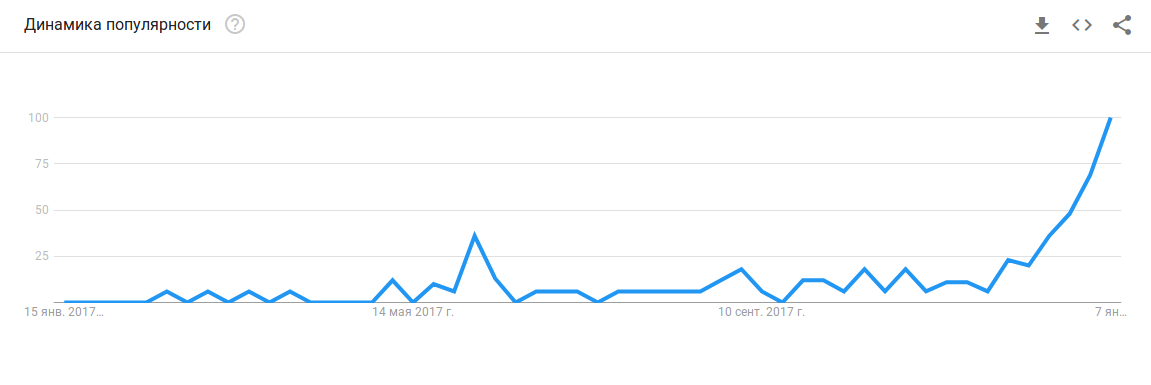 Динамика популярности
100
75
50
25
15 янв. 2017...
14 мая 2017 г.
10 сент. 2017 г.
7 ян...